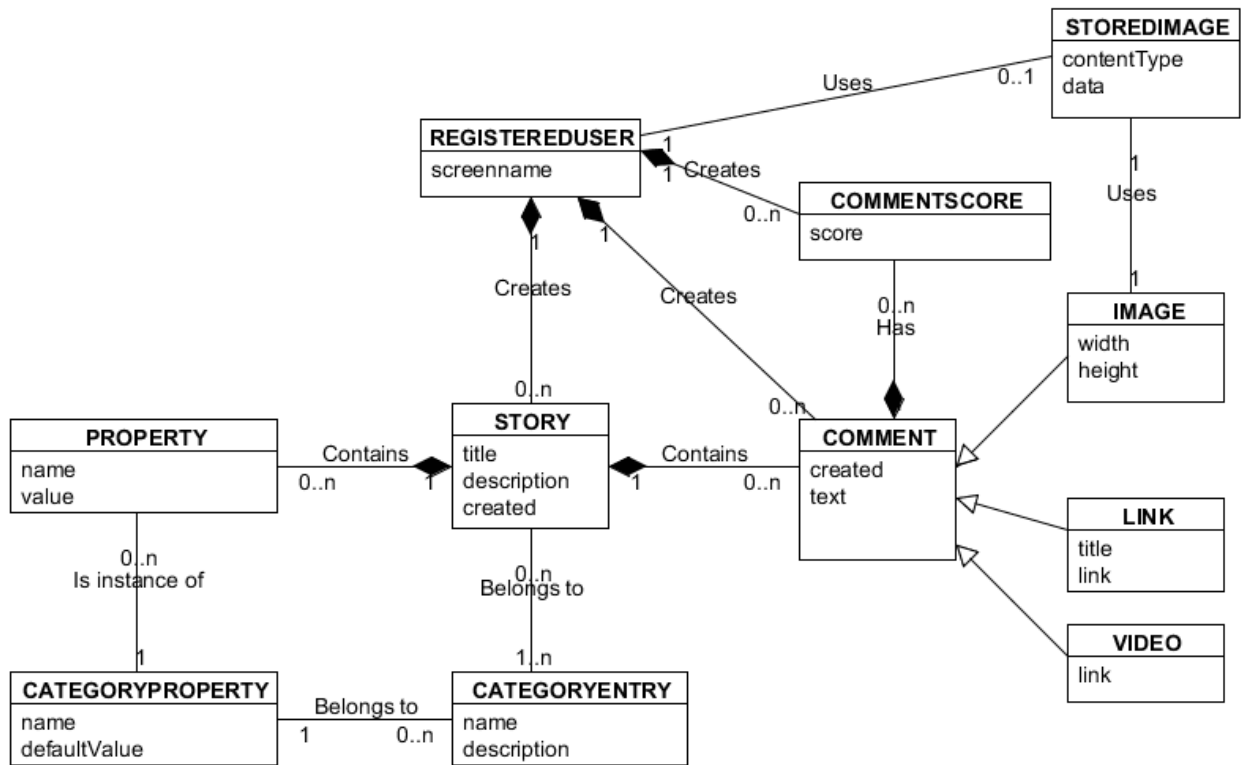 STOREDIMAGE
contentType
data
Uses
0..1
REGISTEREDUSER
screenname
1
1
Creates
0..n
COMMENTSCORE
score
1
Uses
1
1
1
Creates
Creates
0..n
Has
IMAGE
width
height
0..n
0..n
PROPERTY
name
value
Contains
0..n
1
STORY
title
description
created
Contains
1
0..n
COMMENT
created
text
LINK
title
link
0..n
Is instance of
1
0..n
Belongs to
1..n
VIDEO
link
CATEGORYPROPERTY
name
defaultValue
Belongs to
1
0..n
CATEGORYENTRY
name
description